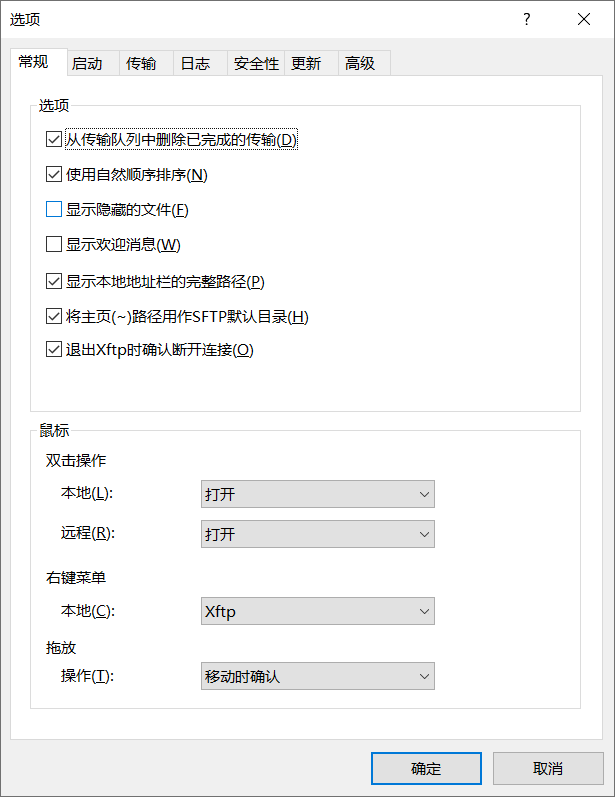 选项
常规 启动 传输 日志 安全性 更新 高级
选项
从传输队列中删除已完成的传输(D)
使用自然顺序排序(N)
显示隐藏的文件(F)
显示欢迎消息(W)
显示本地地址栏的完整路径(P)
将主页(~)路径用作SFTP默认目录(H)
退出Xftp时确认断开连接(O)
鼠标
双击操作
本地(L): 打开
远程(R): 打开
右键菜单
本地(C): Xftp
拖放
操作(T): 移动时确认
确定 取消